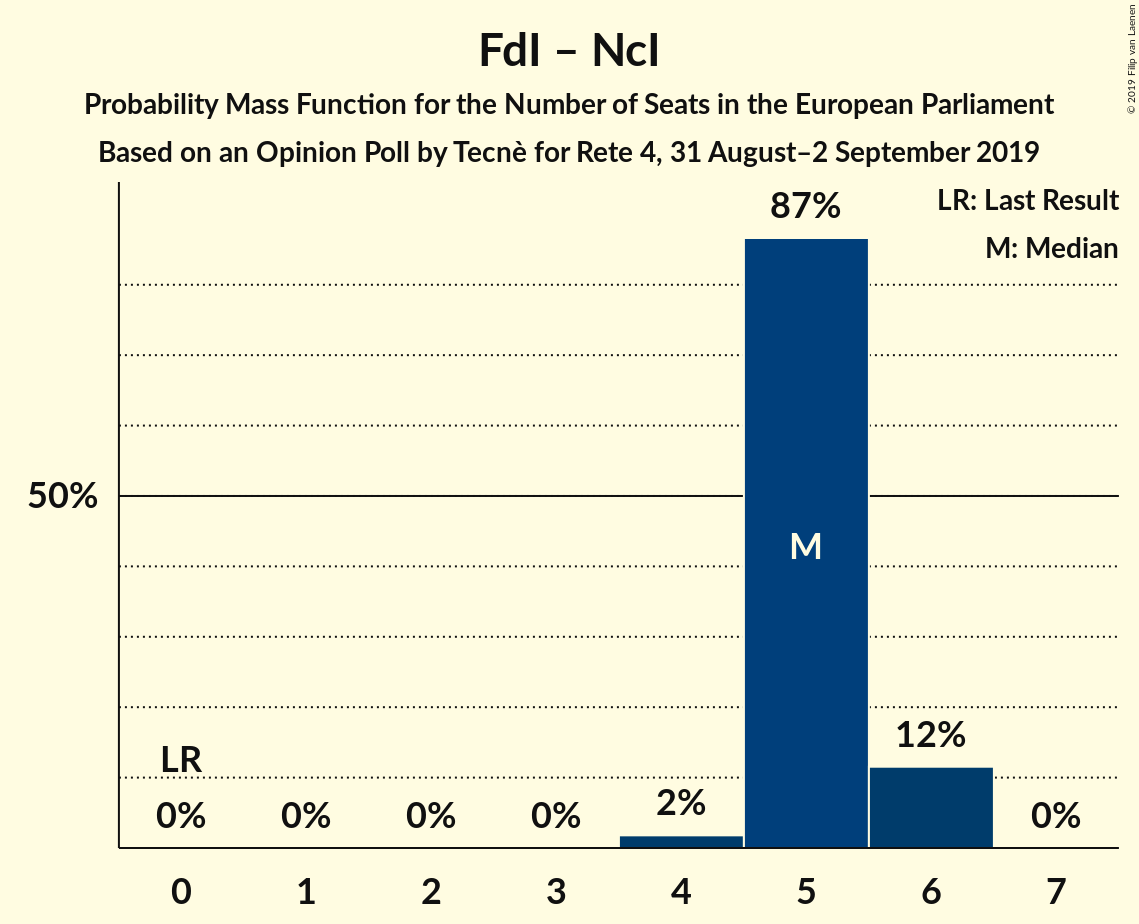 FdI – NcI
Probability Mass Function for the Number of Seats in the European Parliament
Based on an Opinion Poll by Tecnè for Rete 4, 31 August–2 September 2019
© 2019 Filip van Laenen
LR: Last Result
M: Median
87%
50%
M
LR
12%
0% 0% 0% 0% 2% 0%
0 1 2 3 4 5 6 7